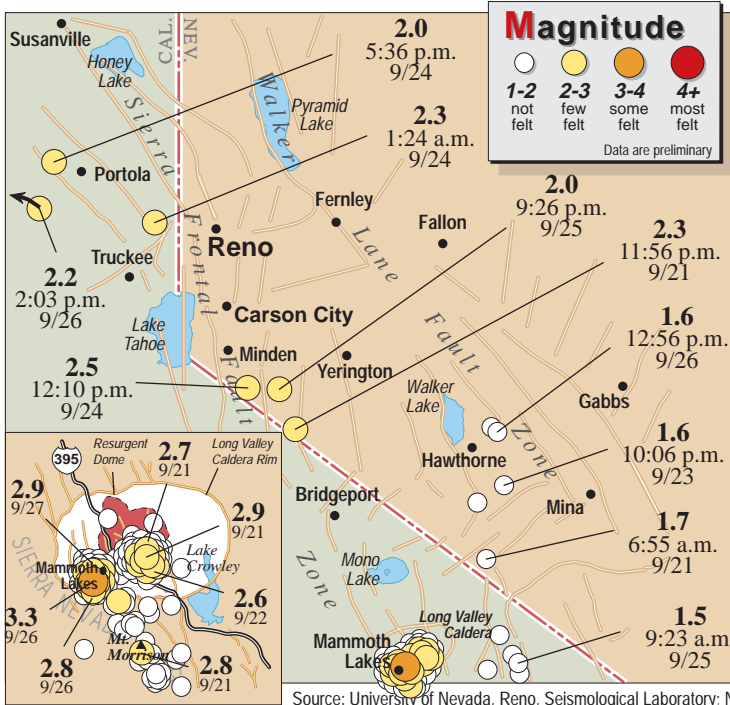 Susanville
CAL.
NEV.
Honey
Lake
Sierra
Frontal
Fault
Zone
Walker
Lane
Fault
Zone
Pyramid
Lake
2.0
5:36 p.m.
9/24
2.3
1:24 a.m.
9/24
Magnitude
1-2
not
felt
2-3
few
felt
3-4
some
felt
4+
most
felt
Data are preliminary
Portola
Fernley
Fallon
2.0
9:26 p.m.
9/25
2.3
11:56 p.m.
9/21
Reno
Truckee
2.2
2:03 p.m.
9/26
Lake
Tahoe
Carson City
Minden
Yerington
1.6
12:56 p.m.
9/26
2.5
12:10 p.m.
9/24
Walker
Lake
Gabbs
Hawthorne
1.6
10:06 p.m.
9/23
Mina
Bridgeport
1.7
6:55 a.m.
9/21
Mono
Lake
Long Valley
Caldera
Mammoth
Lakes
1.5
9:23 a.m
9/25
395
Resurgent
Dome
2.7
9/21
Long Valley
Caldera Rim
2.9
9/27
2.9
9/21
Lake
Crowley
SIERRA NEVA
Mammoth
Lakes
2.6
9/22
3.3
9/26
Mt.
Morrison
2.8
9/26
2.8
9/21
Source: University of Nevada, Reno, Seismological Laboratory;